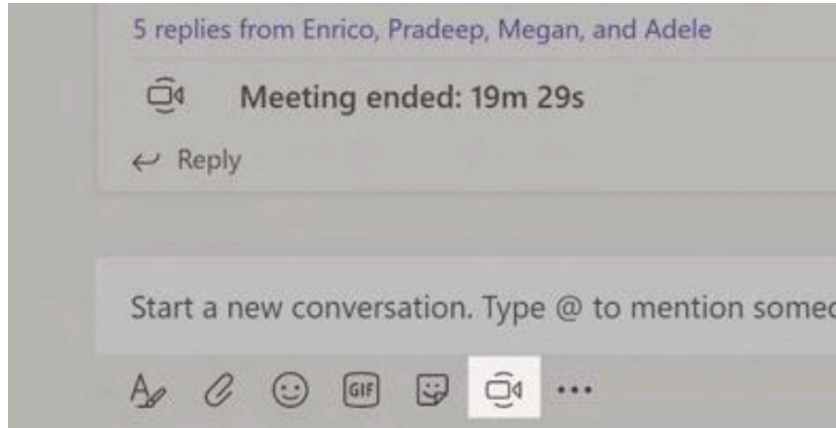 5 replies from Enrico, Pradeep, Megan, and Adele
Meeting ended: 19m 29s
Reply
Start a new conversation. Type @ to mention
GIF